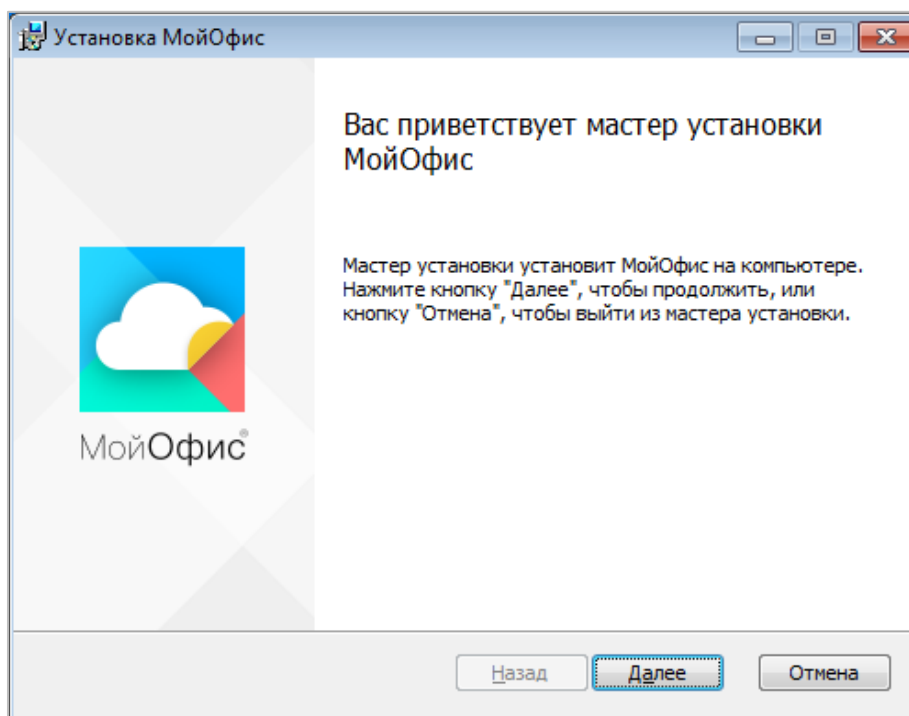 Установка МойОфис
Вас приветствует мастер установки
МойОфис
Мастер установки установит МойОфис на компьютере.
Нажмите кнопку "Далее", чтобы продолжить, или
кнопку "Отмена", чтобы выйти из мастера установки.
МойОфис®
Назад
Далее
Отмена